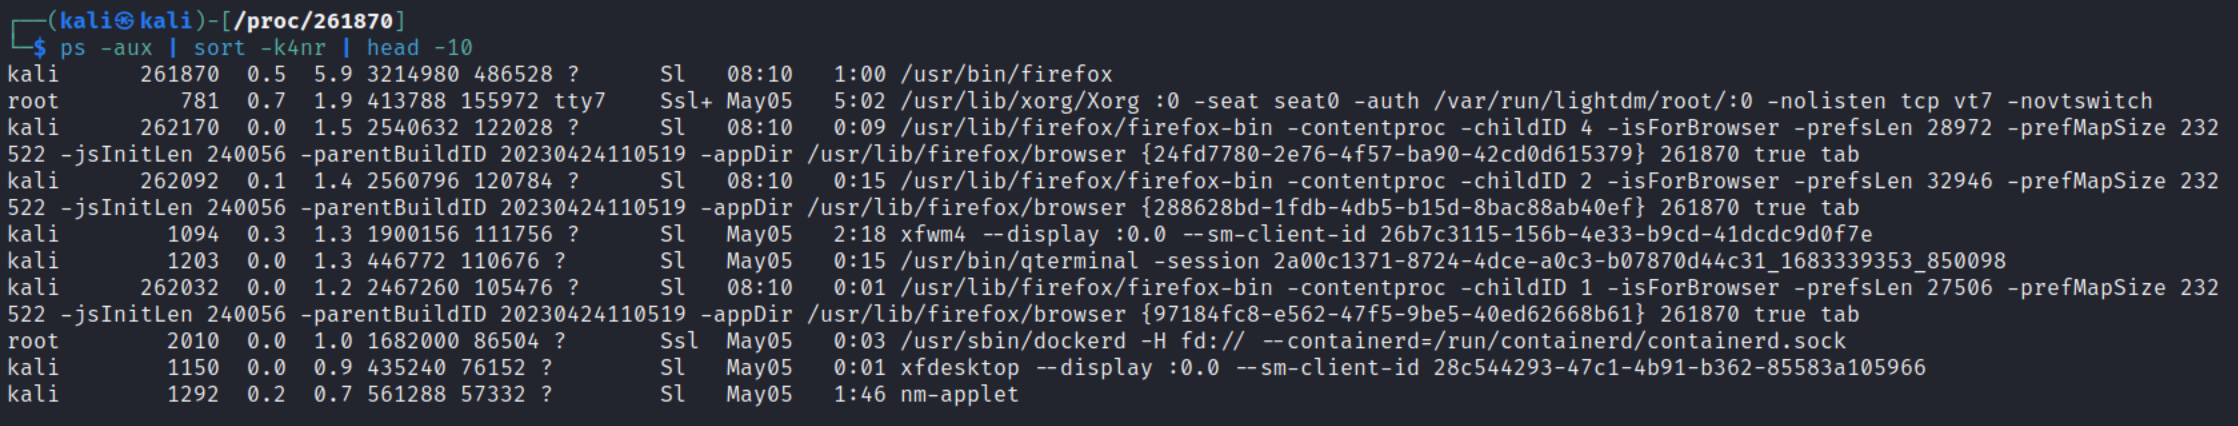 ┌──(kali㉿kali)-[/proc/261870]
└─$ ps -aux | sort -k4nr | head -10
kali      261870  0.5  5.9 3214980 486528 ?      Sl   08:10   1:00 /usr/bin/firefox
root         781  0.7  1.9 413788 155972 tty7    Ssl+ May05   5:02 /usr/lib/xorg/Xorg :0 -seat seat0 -auth /var/run/lightdm/root/:0 -nolisten tcp vt7 -novtswitch
kali      262170  0.0  1.5 2540632 122028 ?      Sl   08:10   0:09 /usr/lib/firefox/firefox-bin -contentproc -childID 4 -isForBrowser -prefsLen 28972 -prefMapSize 232
522 -jsInitLen 240056 -parentBuildID 20230424110519 -appDir /usr/lib/firefox/browser {24fd7780-2e76-4f57-ba90-42cd0d615379} 261870 true tab
kali      262092  0.1  1.4 2560796 120784 ?      Sl   08:10   0:15 /usr/lib/firefox/firefox-bin -contentproc -childID 2 -isForBrowser -prefsLen 32946 -prefMapSize 232
522 -jsInitLen 240056 -parentBuildID 20230424110519 -appDir /usr/lib/firefox/browser {288628bd-1fdb-4db5-b15d-8bac88ab40ef} 261870 true tab
kali        1094  0.3  1.3 1900156 111756 ?      Sl   May05   2:18 xfwm4 --display :0.0 --sm-client-id 26b7c3115-156b-4e33-b9cd-41dcdc9d0f7e
kali        1203  0.0  1.3 446772 110676 ?       Sl   May05   0:15 /usr/bin/qterminal -session 2a00c1371-8724-4dce-a0c3-b07870d44c31_1683339353_850098
kali      262032  0.0  1.2 2467260 105476 ?      Sl   08:10   0:01 /usr/lib/firefox/firefox-bin -contentproc -childID 1 -isForBrowser -prefsLen 27506 -prefMapSize 232
522 -jsInitLen 240056 -parentBuildID 20230424110519 -appDir /usr/lib/firefox/browser {97184fc8-e562-47f5-9be5-40ed62668b61} 261870 true tab
root        2010  0.0  1.0 1682000 86504 ?       Ssl  May05   0:03 /usr/sbin/dockerd -H fd:// --containerd=/run/containerd/containerd.sock
kali        1150  0.0  0.9 435240 76152 ?        Sl   May05   0:01 xfdesktop --display :0.0 --sm-client-id 28c544293-47c1-4b91-b362-85583a105966
kali        1292  0.2  0.7 561288 57332 ?        Sl   May05   1:46 nm-applet